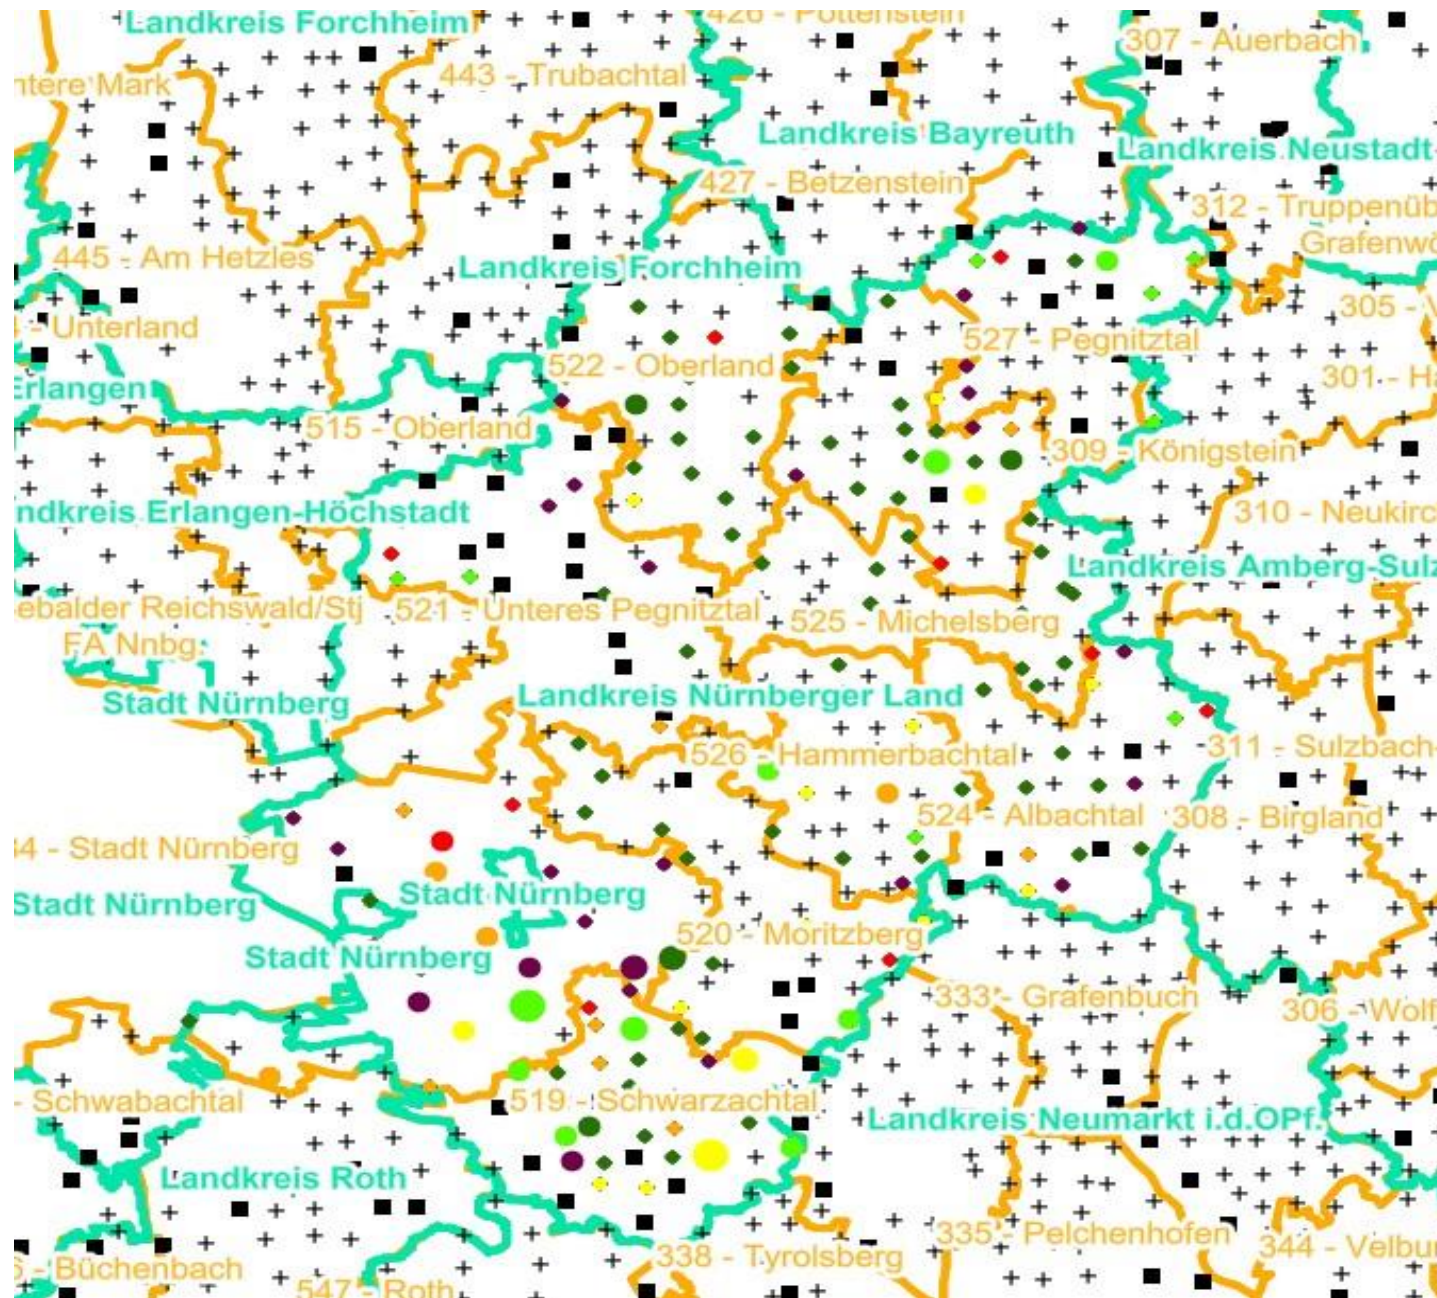 Landkreis Forchheim
426 - Pottenstein
307 - Auerbach
ntere Mark
443 - Trubachtal
Landkreis Bayreuth
Landkreis Neustadt-
427 - Betzenstein
312 - Truppenüb
Grafenwö
445 - Am Hetzles
Landkreis Forchheim
305 - V
- Unterland
527 - Pegnitztal
522 - Oberland
301 - Ha
Erlangen
515 - Oberland
309 - Königstein
ndkreis Erlangen-Höchstadt
310 - Neukirc
Landkreis Amberg-Sulz
ebalder Reichswald/Stj
521 - Unteres Pegnitztal
525 - Michelsberg
FA Nnbg.
Landkreis Nürnberger Land
Stadt Nürnberg
526 - Hammerbachtal
311 - Sulzbach-
524 - Albachtal
308 - Birgland
4 - Stadt Nürnberg
Stadt Nürnberg
Stadt Nürnberg
520 - Moritzberg
Stadt Nürnberg
333 - Grafenbuch
306 - Wolf
- Schwabachtal
519 - Schwarzachtal
Landkreis Neumarkt i.d.OPf.
Landkreis Roth
335 - Pelchenhofen
338 - Tyrolsberg
344 - Velbu
6 - Büchenbach
547 - Roth